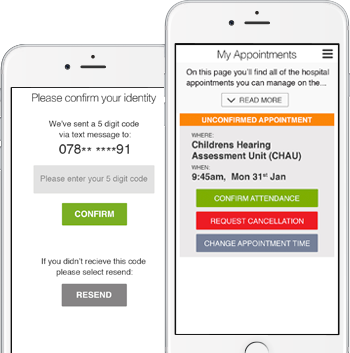 Please confirm your identity
We've sent a 5 digit code
via text message to:
078** ****91
Please enter your 5 digit code
CONFIRM
If you didn't recieve this code
please select resend:
RESEND
My Appointments
On this page you'll find all of the hospital
appointments you can manage on the...
READ MORE
UNCONFIRMED APPOINTMENT
WHERE:
Childrens Hearing
Assessment Unit (CHAU)
WHEN:
9:45am, Mon 31st Jan
CONFIRM ATTENDANCE
REQUEST CANCELLATION
CHANGE APPOINTMENT TIME